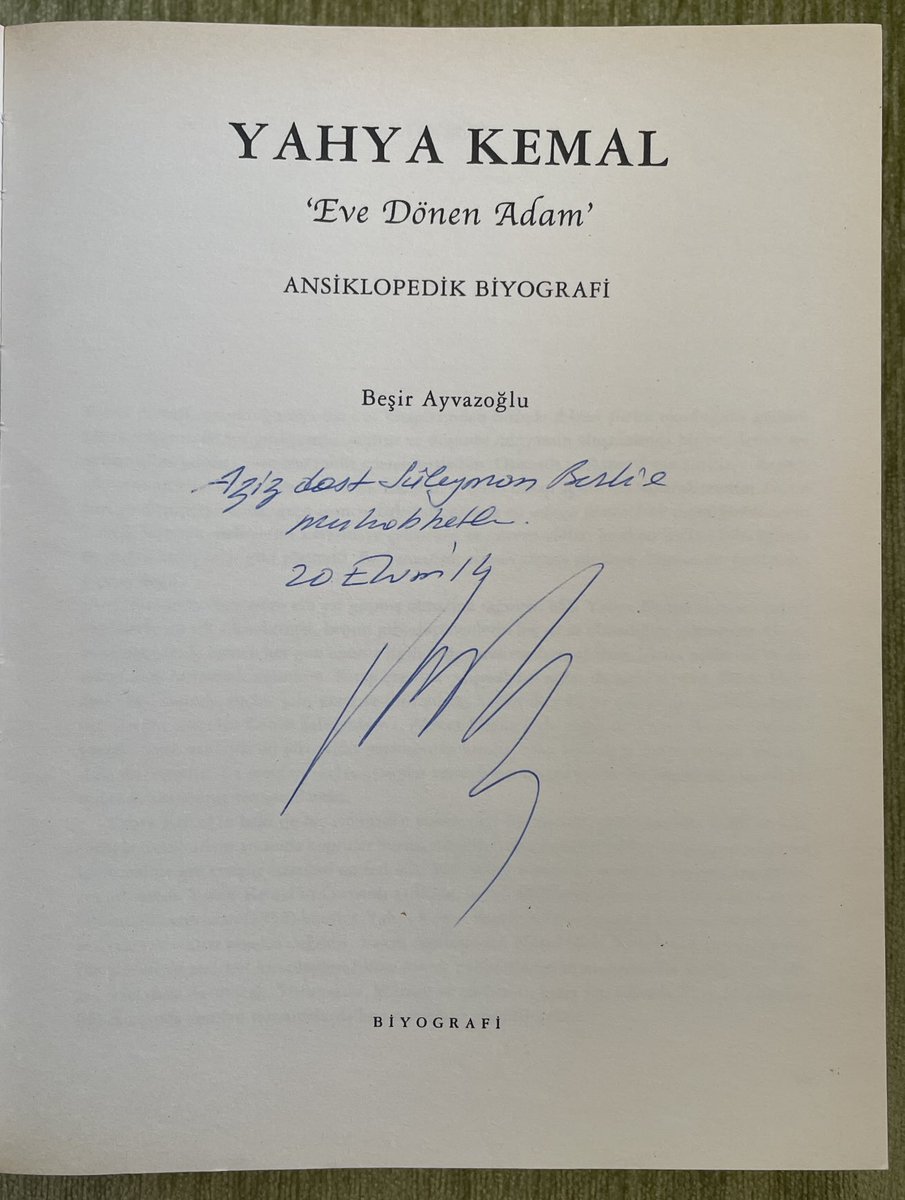 YAHYA KEMAL
‘Eve Dönen Adam’
ANSİKLOPEDİK BİYOGRAFİ
Beşir Ayvazoğlu
Aziz dost Süleyman Berk'e
muhabbetle.
20 Ekim '14
BİYOGRAFİ